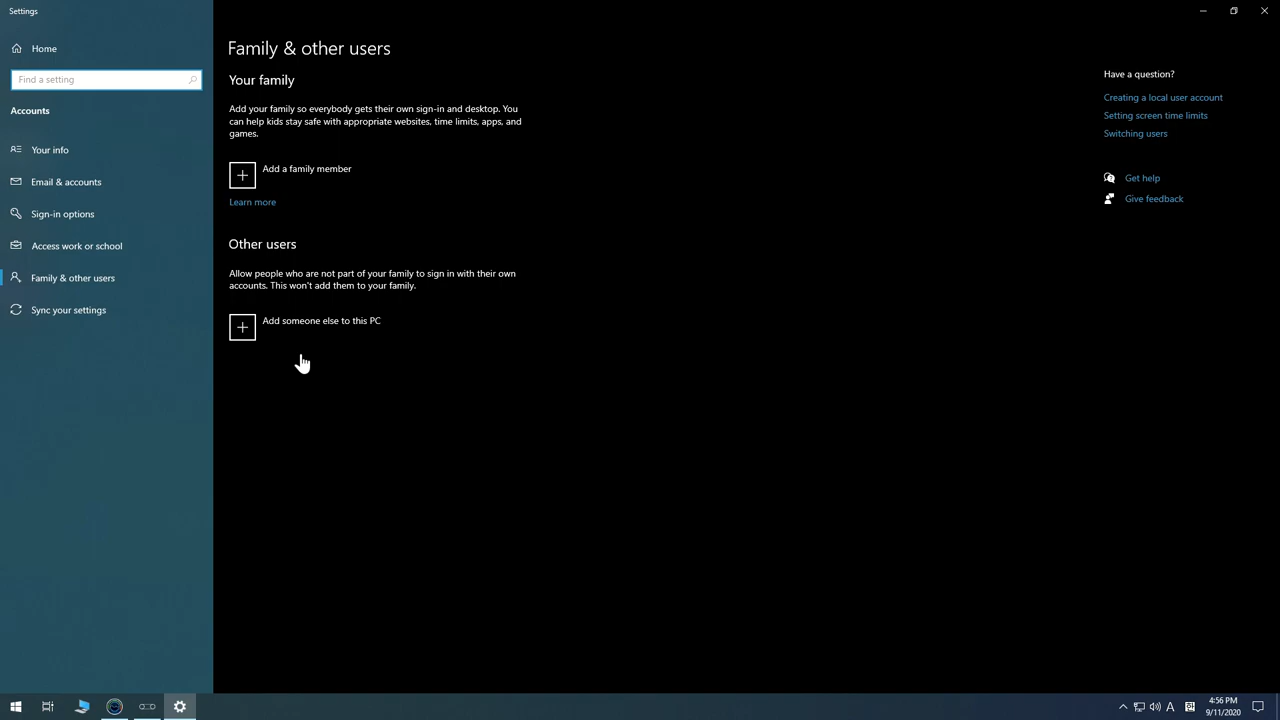 Settings
Home
Find a setting
Accounts
Your info
Email & accounts
Sign-in options
Access work or school
Family & other users
Sync your settings
Family & other users
Your family
Add your family so everybody gets their own sign-in and desktop. You
can help kids stay safe with appropriate websites, time limits, apps, and
games.
Add a family member
Learn more
Other users
Allow people who are not part of your family to sign in with their own
accounts. This won't add them to your family.
Add someone else to this PC
Have a question?
Creating a local user account
Setting screen time limits
Switching users
Get help
Give feedback
A
4:56 PM
9/11/2020